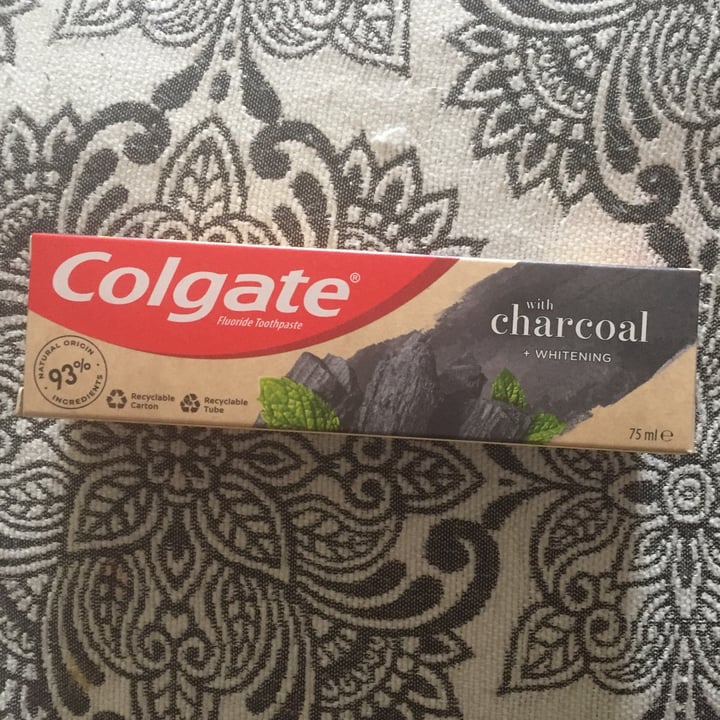 Colgate®
Fluoride Toothpaste
with
charcoal
+ WHITENING
NATURAL ORIGIN
93%
INGREDIENTS
Recyclable
Carton
Recyclable
Tube
75 ml ℮